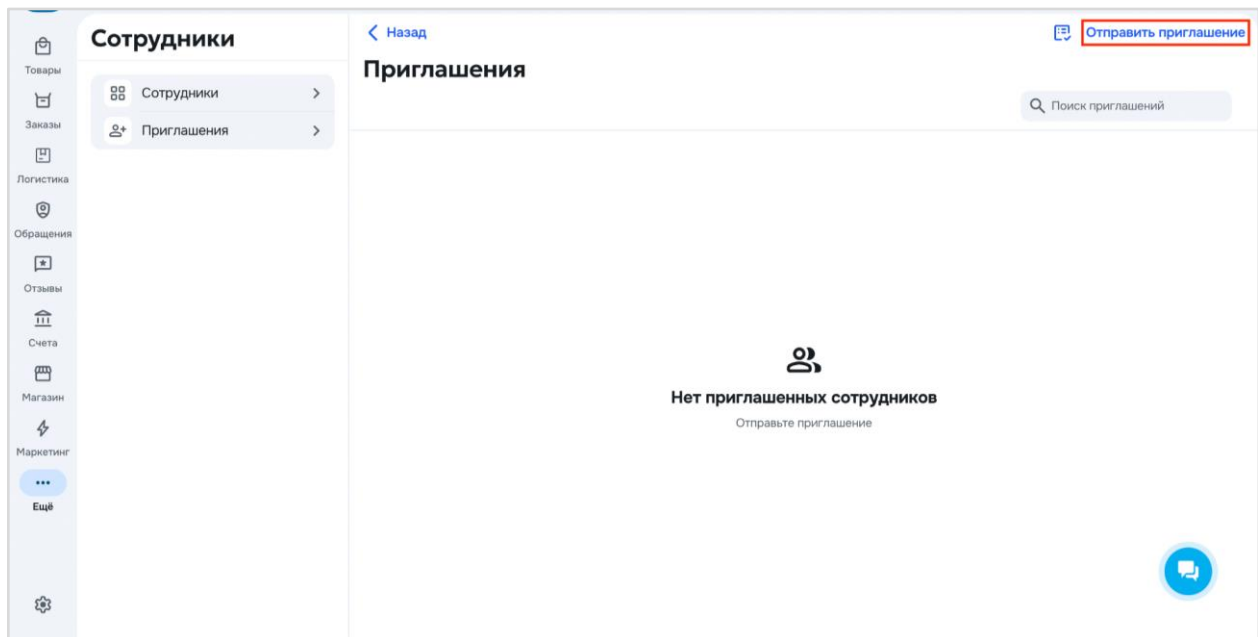 Товары
Заказы
Логистика
Обращения
Отзывы
Счета
Магазин
Маркетинг
Ещё
Сотрудники
Сотрудники
Приглашения
Назад
Отправить приглашение
Приглашения
Поиск приглашений
Нет приглашенных сотрудников
Отправьте приглашение